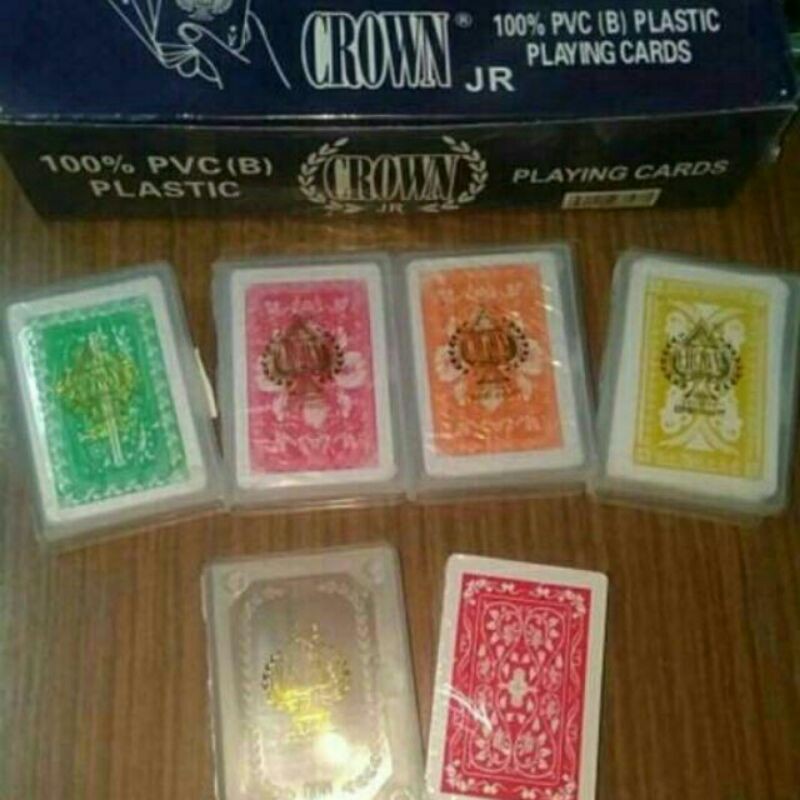 CROWN® JR
100% PVC (B) PLASTIC
PLAYING CARDS
100% PVC (B)
PLASTIC
CROWN
JR
PLAYING CARDS